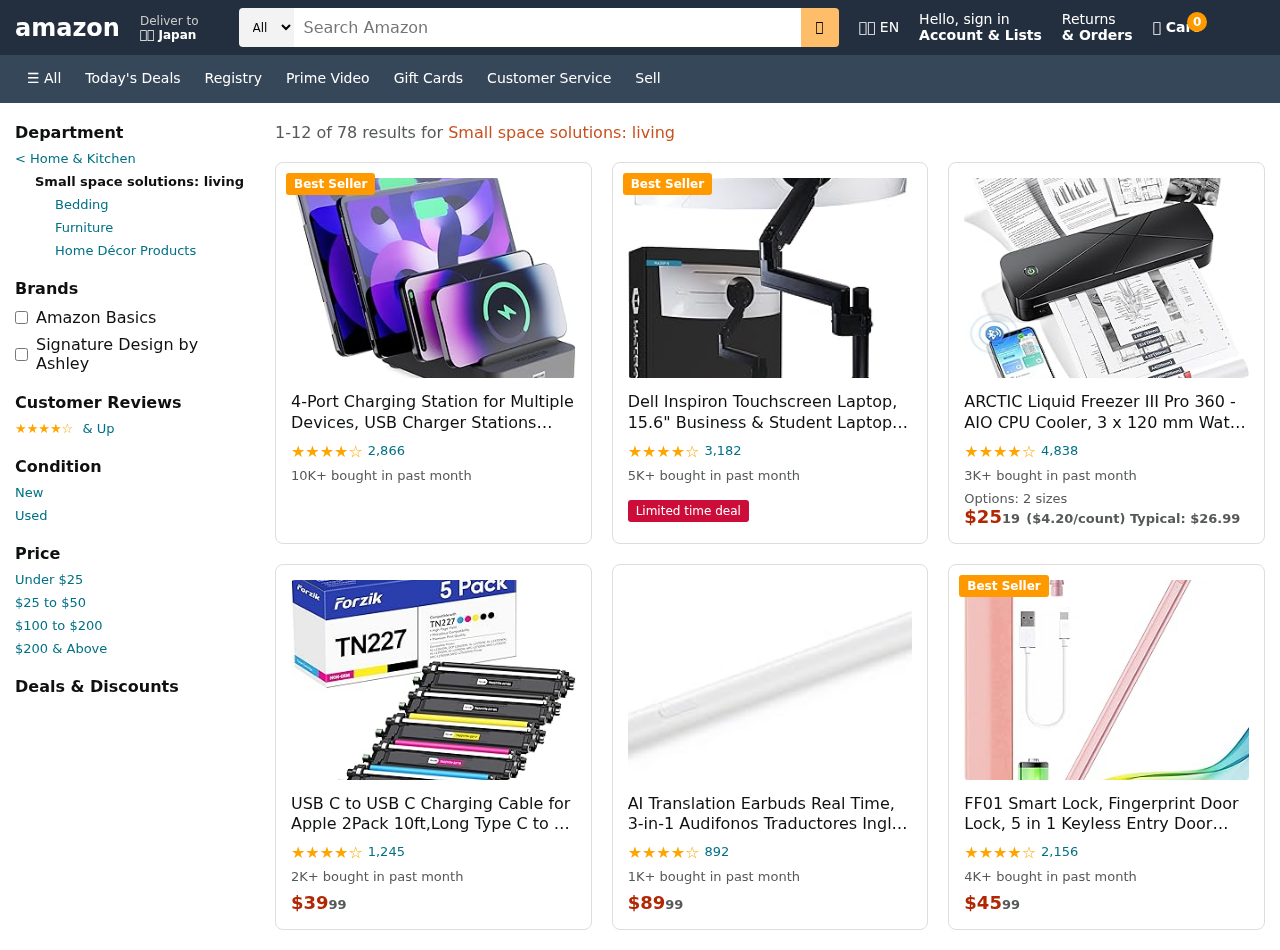 amazon
Deliver to
Japan
All
Search Amazon
EN
Hello, sign in
Account & Lists
Returns
& Orders
0
☰ All
Today's Deals
Registry
Prime Video
Gift Cards
Customer Service
Sell
Department
< Home & Kitchen
Small space solutions: living
Bedding
Furniture
Home Décor Products
Brands
Amazon Basics
Signature Design by
Ashley
Customer Reviews
★★★★☆ & Up
Condition
New
Used
Price
Under $25
$25 to $50
$100 to $200
$200 & Above
Deals & Discounts
1-12 of 78 results for Small space solutions: living
Best Seller
4-Port Charging Station for Multiple
Devices, USB Charger Stations…
★★★★☆ 2,866
10K+ bought in past month
Best Seller
Dell Inspiron Touchscreen Laptop,
15.6" Business & Student Laptop…
★★★★☆ 3,182
5K+ bought in past month
Limited time deal
ARCTIC Liquid Freezer III Pro 360 -
AIO CPU Cooler, 3 x 120 mm Wat…
★★★★☆ 4,838
3K+ bought in past month
Options: 2 sizes
$25 19 ($4.20/count) Typical: $26.99
Forzik
5 Pack
Forzik
TN227
TN227
USB C to USB C Charging Cable for
Apple 2Pack 10ft,Long Type C to …
★★★★☆ 1,245
2K+ bought in past month
$39 99
AI Translation Earbuds Real Time,
3-in-1 Audifonos Traductores Ingl…
★★★★☆ 892
1K+ bought in past month
$89 99
Best Seller
FF01 Smart Lock, Fingerprint Door
Lock, 5 in 1 Keyless Entry Door…
★★★★☆ 2,156
4K+ bought in past month
$45 99